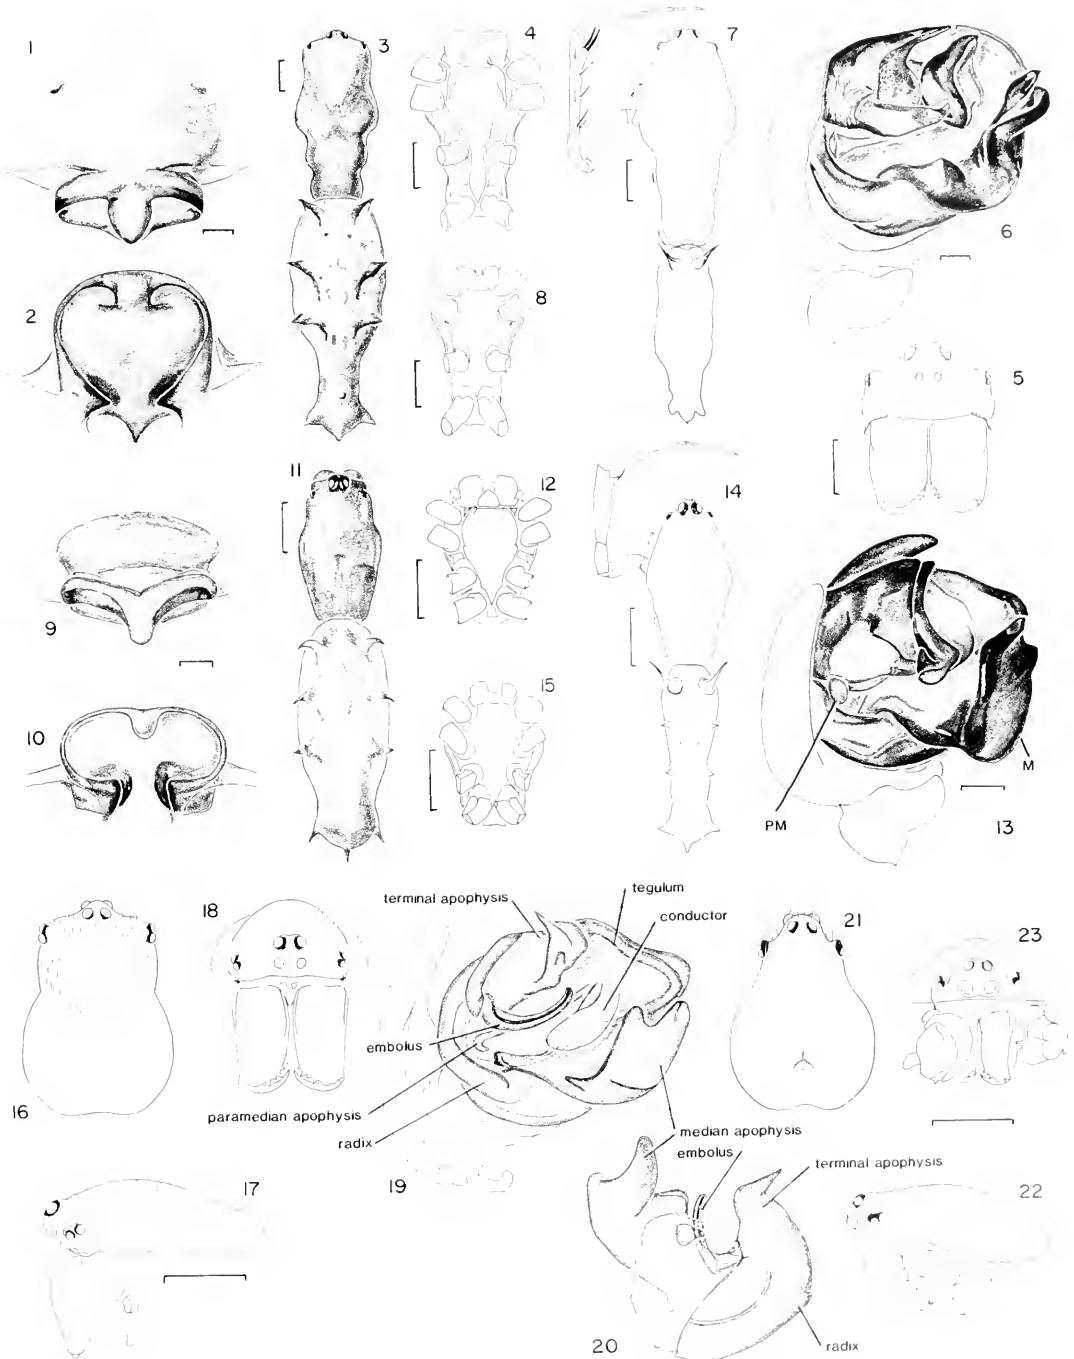 1
3
4
7
6
2
8
5
11
12
14
9
15
10
M
PM
13
18
terminal apophysis
tegulum
conductor
21
23
embolus
16
paramedian apophysis
radix
median apophysis
embolus
terminal apophysis
19
17
22
20
radix